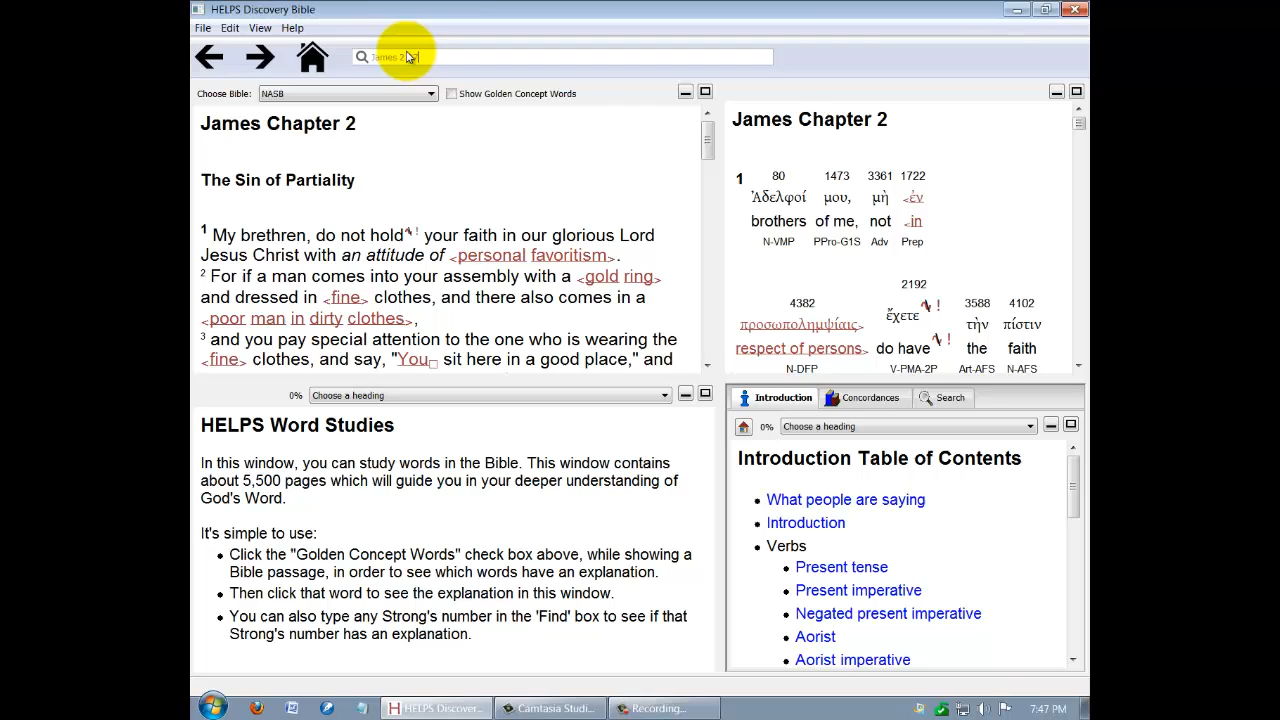 HELPS Discovery Bible
File Edit View Help
James 2
Choose Bible: NASB Show Golden Concept Words
James Chapter 2
The Sin of Partiality
1 My brethren, do not hold ! your faith in our glorious Lord
Jesus Christ with an attitude of <personal favoritism>.
2 For if a man comes into your assembly with a <gold ring>
and dressed in <fine> clothes, and there also comes in a
<poor man in dirty clothes>,
3 and you pay special attention to the one who is wearing the
<fine> clothes, and say, "You sit here in a good place," and
James Chapter 2
80 1473 3361 1722
1 Ἀδελφοί μου, μὴ <ἐν
brothers of me, not <in
N-VMP PPro-G1S Adv Prep
2192
4382 3588 4102
προσωπολημψίαις> ἔχετε ! τὴν πίστιν
respect of persons> do have ! the faith
N-DFP V-PMA-2P Art-AFS N-AFS
0% Choose a heading
HELPS Word Studies
In this window, you can study words in the Bible. This window contains
about 5,500 pages which will guide you in your deeper understanding of
God's Word.
It's simple to use:
• Click the "Golden Concept Words" check box above, while showing a
Bible passage, in order to see which words have an explanation.
• Then click that word to see the explanation in this window.
• You can also type any Strong's number in the 'Find' box to see if that
Strong's number has an explanation.
Introduction Concordances Search
0% Choose a heading
Introduction Table of Contents
• What people are saying
• Introduction
• Verbs
• Present tense
• Present imperative
• Negated present imperative
• Aorist
• Aorist imperative
HELPS Discover... Camtasia Studi... Recording... 7:47 PM